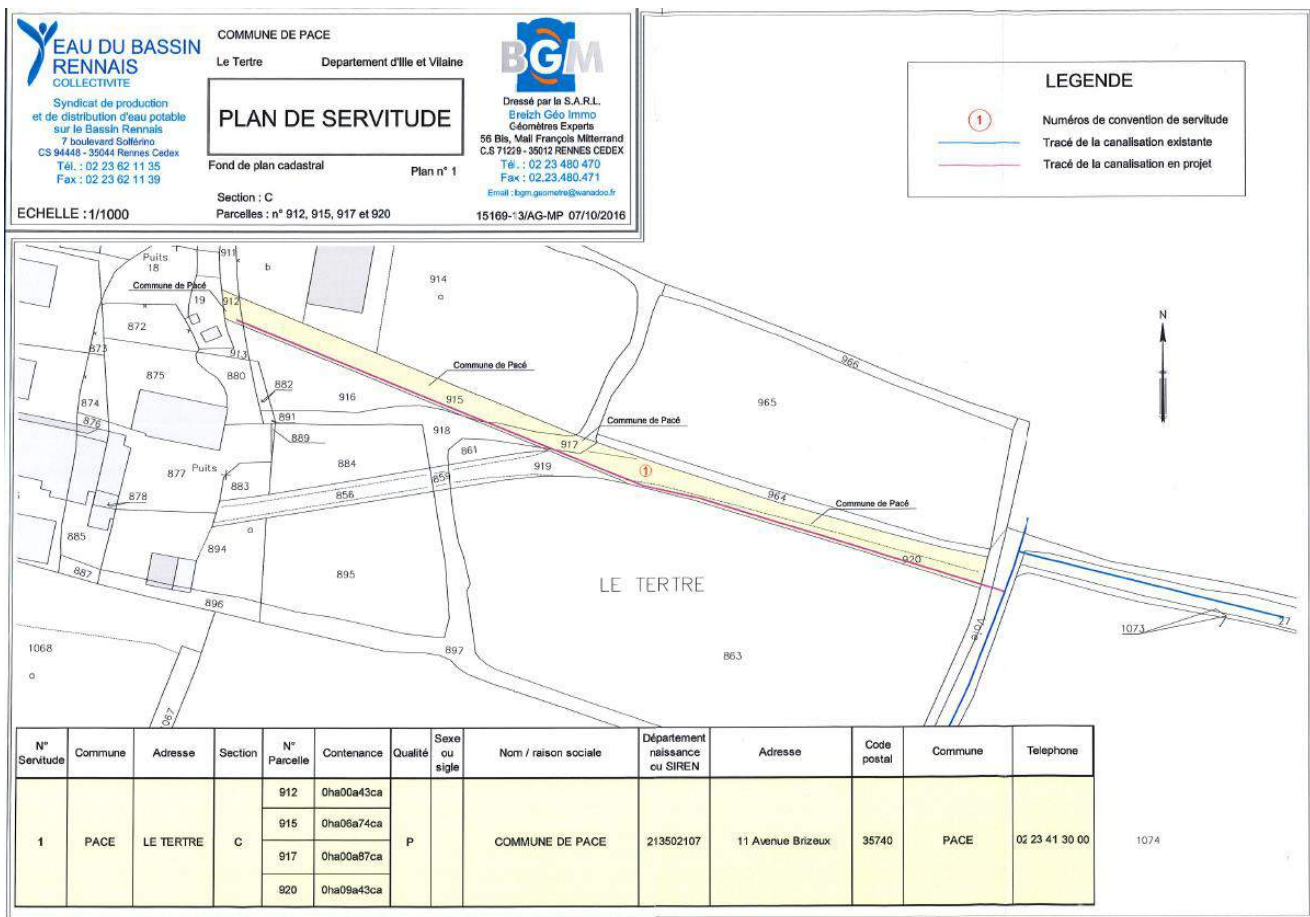 EAU DU BASSIN
RENNAIS
COLLECTIVITE
Syndicat de production
et de distribution d'eau potable
sur le Bassin Rennais
7 boulevard Solférino
CS 94448 - 35044 Rennes Cedex
Tél. : 02 23 62 11 35
Fax : 02 23 62 11 39
ECHELLE : 1/1000
COMMUNE DE PACE
Le Tertre Departement d'Ille et Vilaine
PLAN DE SERVITUDE
Fond de plan cadastral
Plan n° 1
Section : C
Parcelles : n° 912, 915, 917 et 920
BGM
Dressé par la S.A.R.L.
Breizh Géo Immo
Géomètres Experts
56 Bis, Mail François Mitterrand
C.S 71229 - 35012 RENNES CEDEX
Tél. : 02 23 480 470
Fax : 02.23.480.471
Email : bgm.geometre@wanadoo.fr
15169-13/AG-MP 07/10/2016
LEGENDE
1 Numéros de convention de servitude
Tracé de la canalisation existante
Tracé de la canalisation en projet
N
Puits
18
911
b
914
Commune de Pacé
19
912
872
873
913
875
880
882
874
876
891
889
916
915
Commune de Pacé
918
861
917
Commune de Pacé
965
966
877
Puits
883
884
878
856
859
919
1
964
Commune de Pacé
920
885
887
894
895
896
897
LE TERTRE
863
Voie
1073
27
1068
1067
1074
N° Servitude Commune Adresse Section N° Parcelle Contenance Qualité Sexe ou sigle Nom / raison sociale Département naissance ou SIREN Adresse Code postal Commune Telephone
912 0ha00a43ca
915 0ha06a74ca
1 PACE LE TERTRE C P COMMUNE DE PACE 213502107 11 Avenue Brizeux 35740 PACE 02 23 41 30 00
917 0ha00a87ca
920 0ha09a43ca